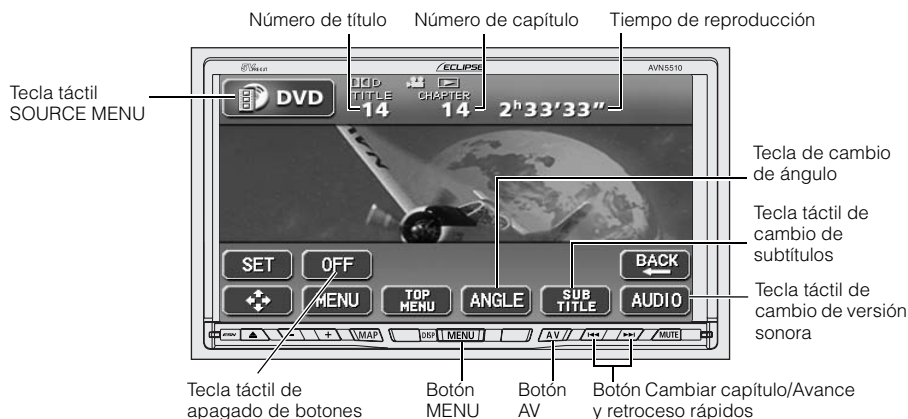 Número de título
Número de capítulo
Tiempo de reproducción
ECLIPSE
AVN5510
Tecla táctil
SOURCE MENU
DVD
TITLE
14
CHAPTER
14
2h33'33"
Tecla de cambio
de ángulo
Tecla táctil de
cambio de
subtítulos
Tecla táctil de
cambio de versión
sonora
SET
OFF
BACK
MENU
TOP
MENU
ANGLE
SUB
TITLE
AUDIO
MAP
DISP
MENU
AV
MUTE
Tecla táctil de
apagado de botones
Botón
MENU
Botón
AV
Botón Cambiar capítulo/Avance
y retroceso rápidos